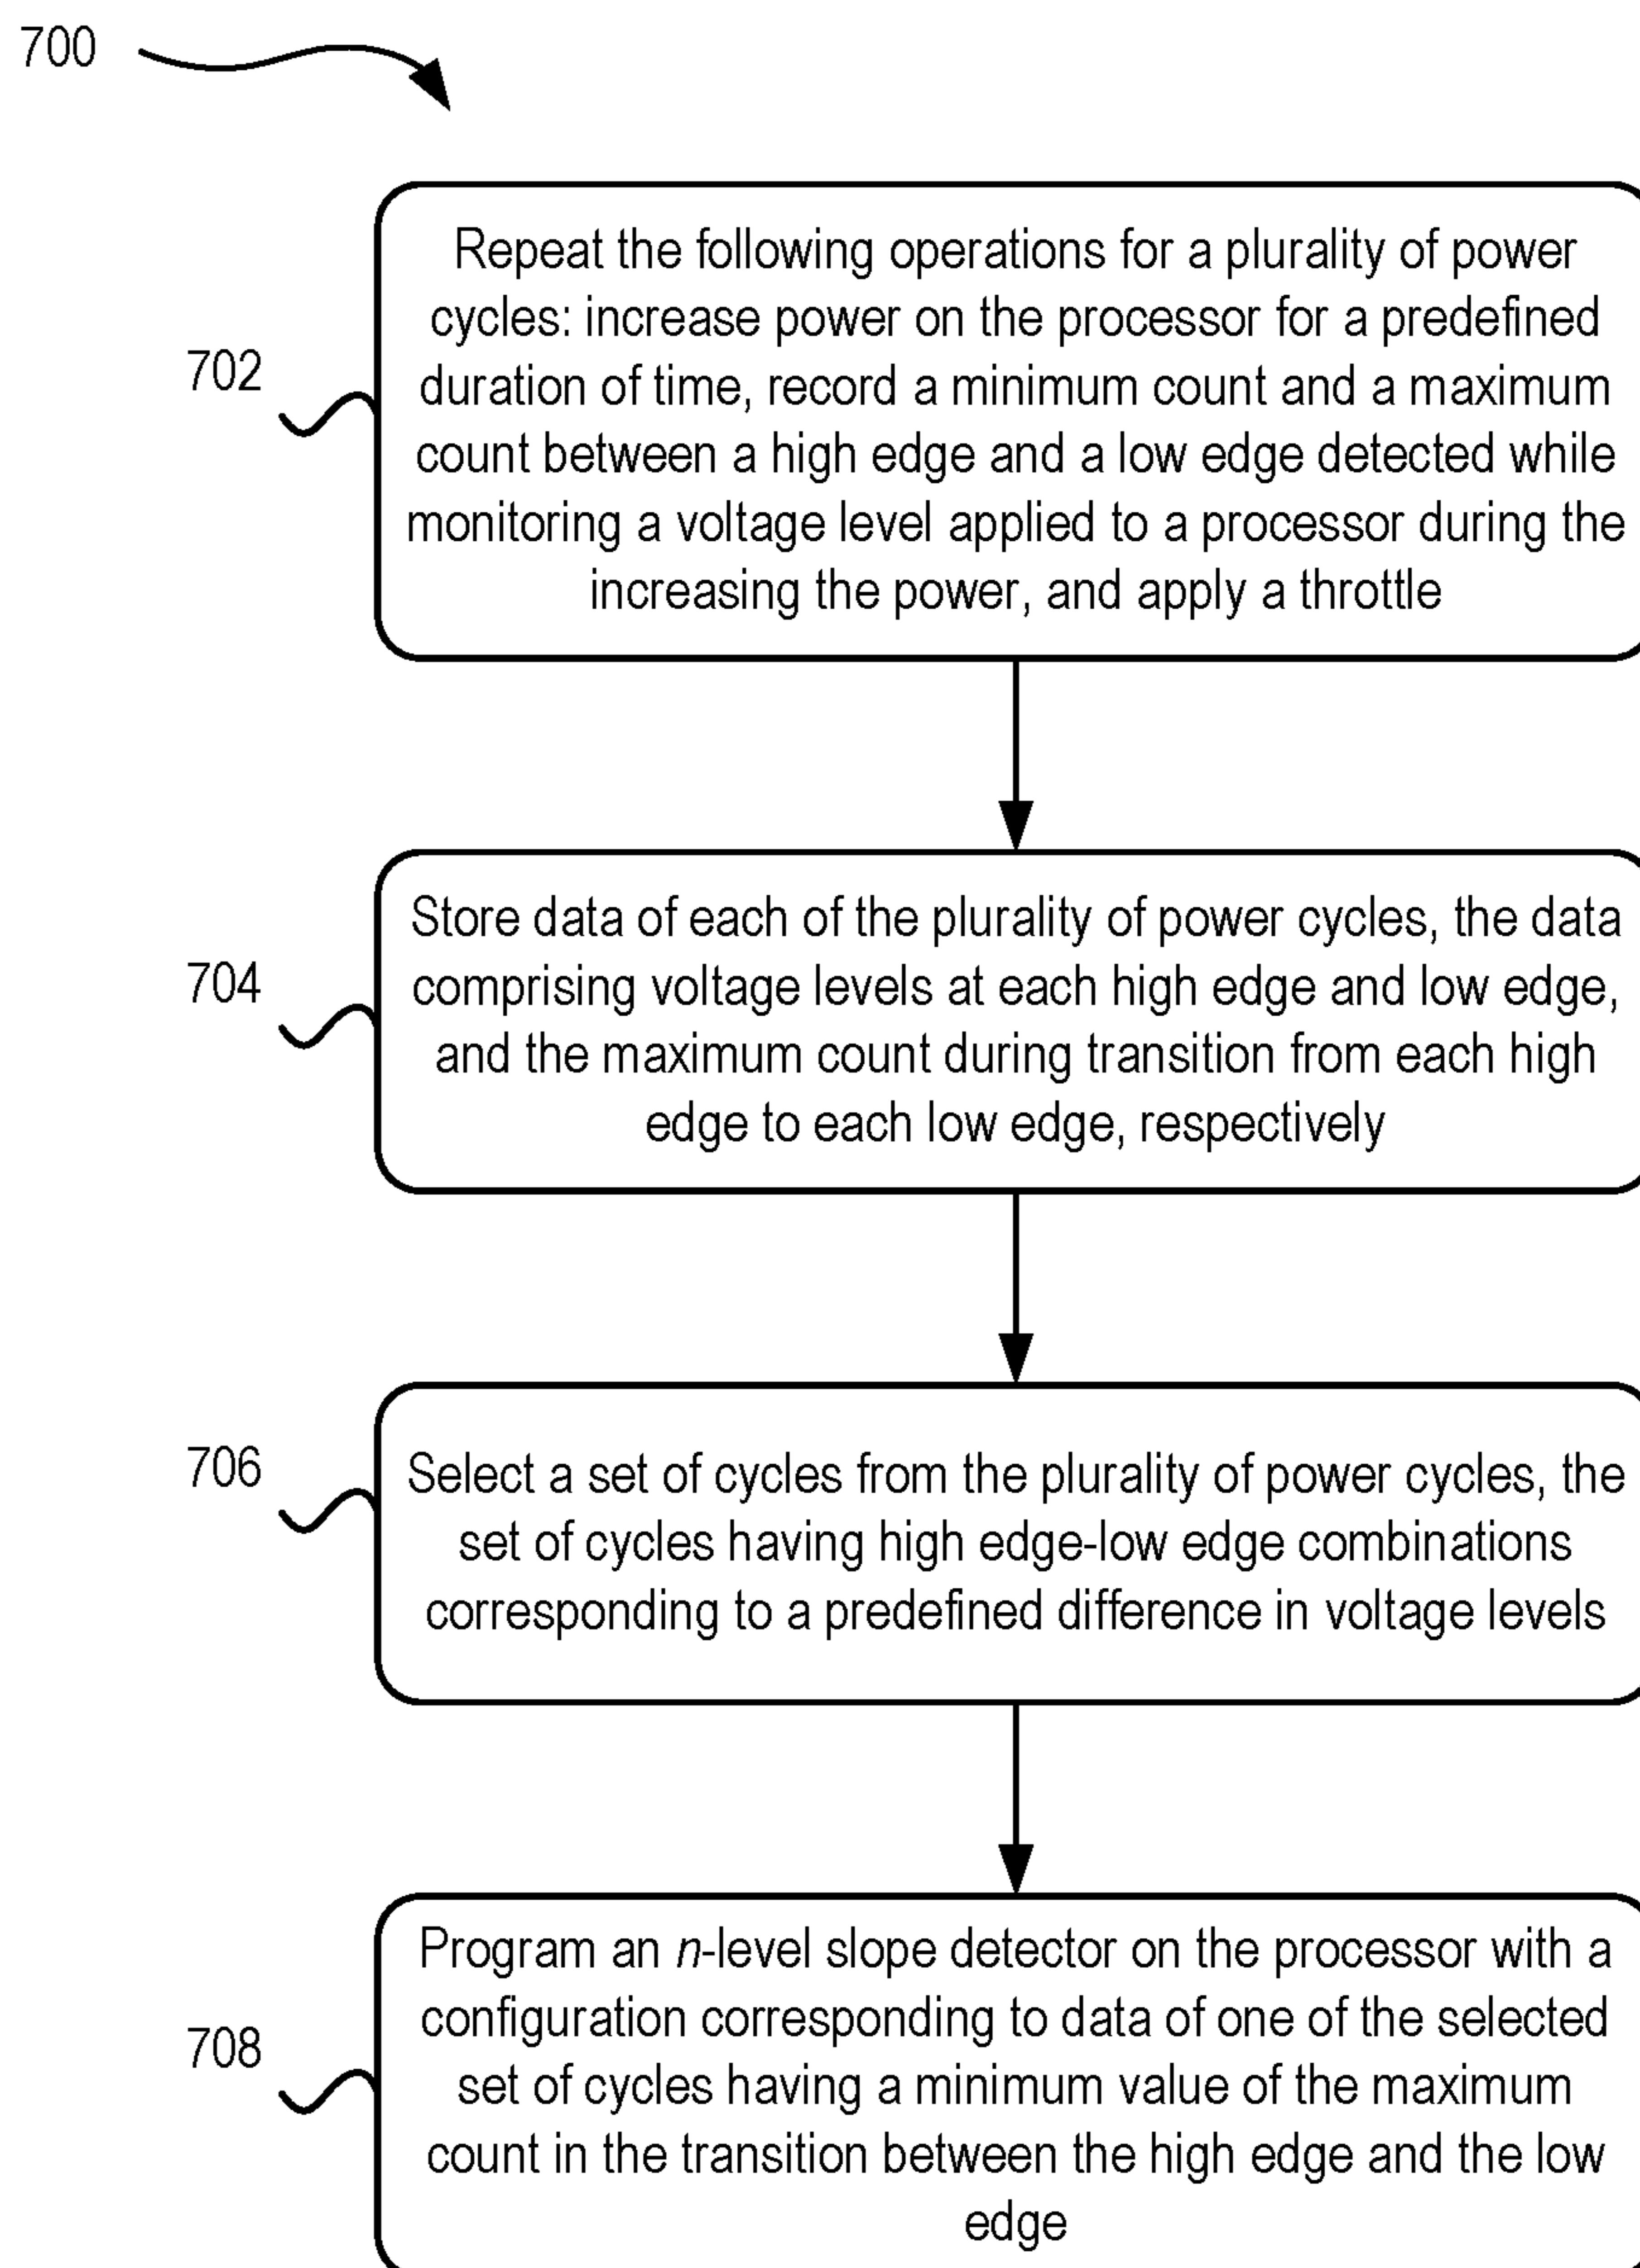 700
702
Repeat the following operations for a plurality of power
cycles: increase power on the processor for a predefined
duration of time, record a minimum count and a maximum
count between a high edge and a low edge detected while
monitoring a voltage level applied to a processor during the
increasing the power, and apply a throttle
704
Store data of each of the plurality of power cycles, the data
comprising voltage levels at each high edge and low edge,
and the maximum count during transition from each high
edge to each low edge, respectively
706
Select a set of cycles from the plurality of power cycles, the
set of cycles having high edge-low edge combinations
corresponding to a predefined difference in voltage levels
708
Program an n-level slope detector on the processor with a
configuration corresponding to data of one of the selected
set of cycles having a minimum value of the maximum
count in the transition between the high edge and the low
edge